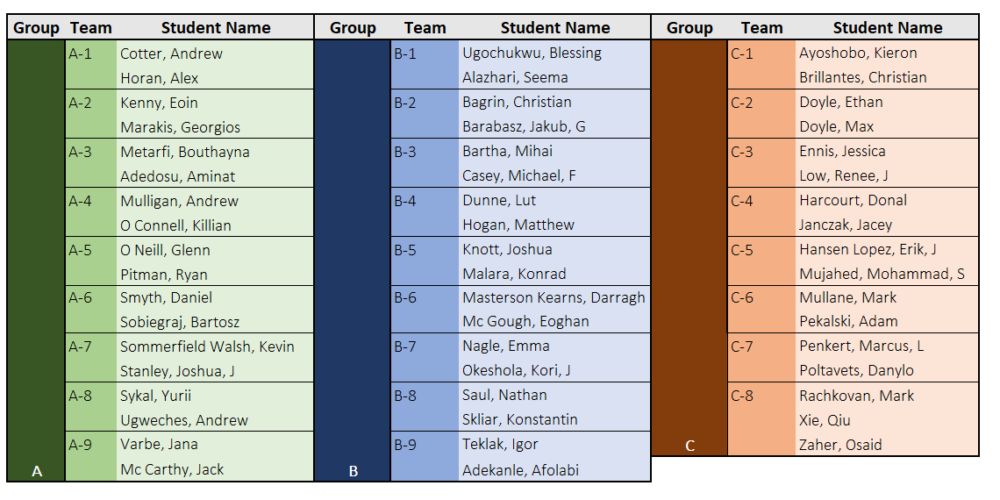 Group Team Student Name Group Team Student Name Group Team Student Name
A-1 Cotter, Andrew B-1 Ugochukwu, Blessing C-1 Ayoshobo, Kieron
Horan, Alex Alazhari, Seema Brillantes, Christian
A-2 Kenny, Eoin B-2 Bagrin, Christian C-2 Doyle, Ethan
Marakis, Georgios Barabasz, Jakub, G Doyle, Max
A-3 Metarfi, Bouthayna B-3 Bartha, Mihai C-3 Ennis, Jessica
Adedosu, Aminat Casey, Michael, F Low, Renee, J
A-4 Mulligan, Andrew B-4 Dunne, Lut C-4 Harcourt, Donal
O Connell, Killian Hogan, Matthew Janczak, Jacey
A-5 O Neill, Glenn B-5 Knott, Joshua C-5 Hansen Lopez, Erik, J
Pitman, Ryan Malara, Konrad Mujahed, Mohammad, S
A-6 Smyth, Daniel B-6 Masterson Kearns, Darragh C-6 Mullane, Mark
Sobiegraj, Bartosz Mc Gough, Eoghan Pekalski, Adam
A-7 Sommerfield Walsh, Kevin B-7 Nagle, Emma C-7 Penkert, Marcus, L
Stanley, Joshua, J Okeshola, Kori, J Poltavets, Danylo
A-8 Sykal, Yurii B-8 Saul, Nathan C-8 Rachkovan, Mark
Ugweches, Andrew Skliar, Konstantin Xie, Qiu
A-9 Varbe, Jana B-9 Teklak, Igor C Zaher, Osaid
A Mc Carthy, Jack B Adekanle, Afolabi